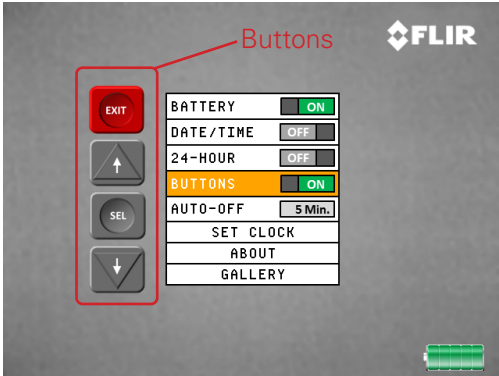 Buttons
FLIR
EXIT
SEL
BATTERY ON
DATE/TIME OFF
24-HOUR OFF
BUTTONS ON
AUTO-OFF 5 Min.
SET CLOCK
ABOUT
GALLERY